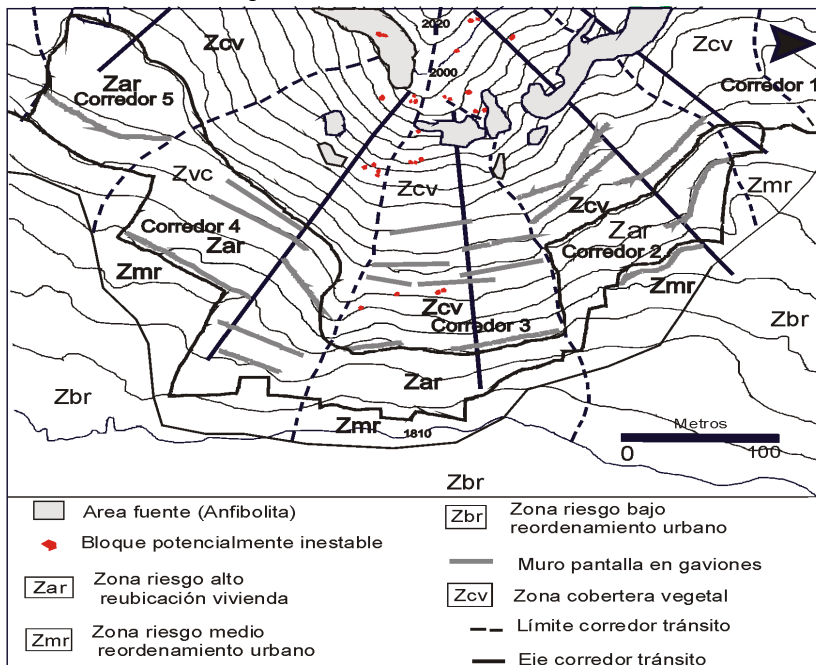 2020
Zcv
Zcv
2000
Zar
Corredor 5
Corredor 1
Zvc
Zcv
Zmr
Zcv
Corredor 4
Zar
Zar
Corredor 2
Zmr
Zmr
Zcv
Corredor 3
Zbr
Zar
Zbr
Zmr
1810
Metros
0 100
Zbr
Area fuente (Anfibolita)
Bloque potencialmente inestable
Zar Zona riesgo alto
reubicación vivienda
Zmr Zona riesgo medio
reordenamiento urbano
Zbr Zona riesgo bajo
reordenamiento urbano
Muro pantalla en gaviones
Zcv Zona cobertura vegetal
Límite corredor tránsito
Eje corredor tránsito